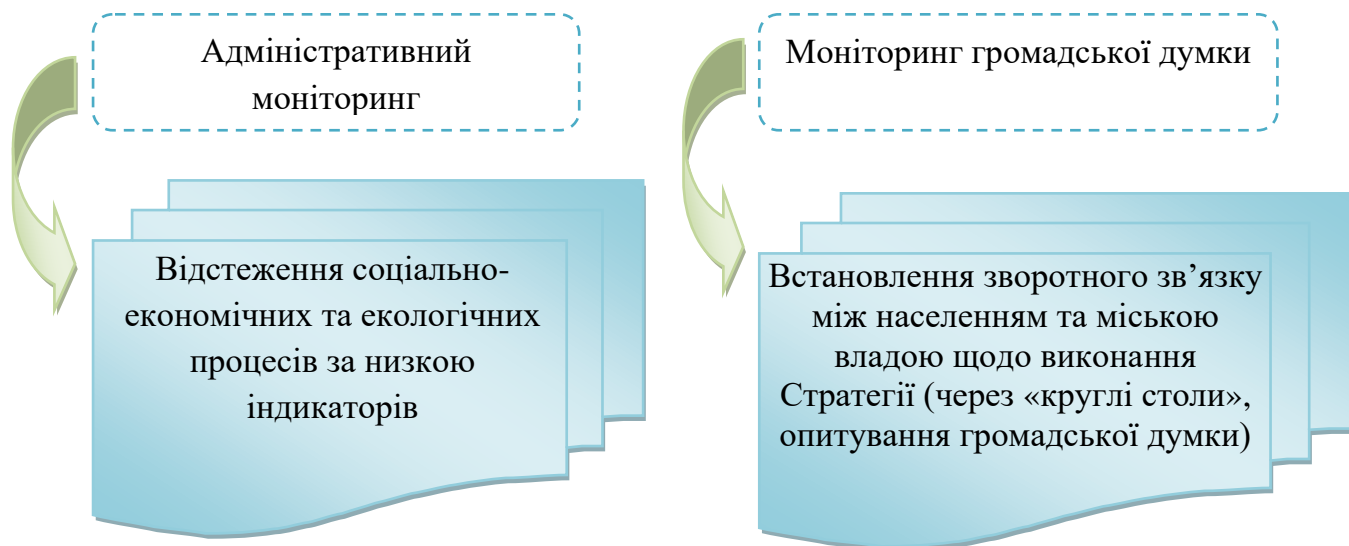 Адміністративний
моніторинг
Моніторинг громадської думки
Відстеження соціально-
економічних та екологічних
процесів за низкою
індикаторів
Встановлення зворотного зв’язку
між населенням та міською
владою щодо виконання
Стратегії (через «круглі столи»,
опитування громадської думки)